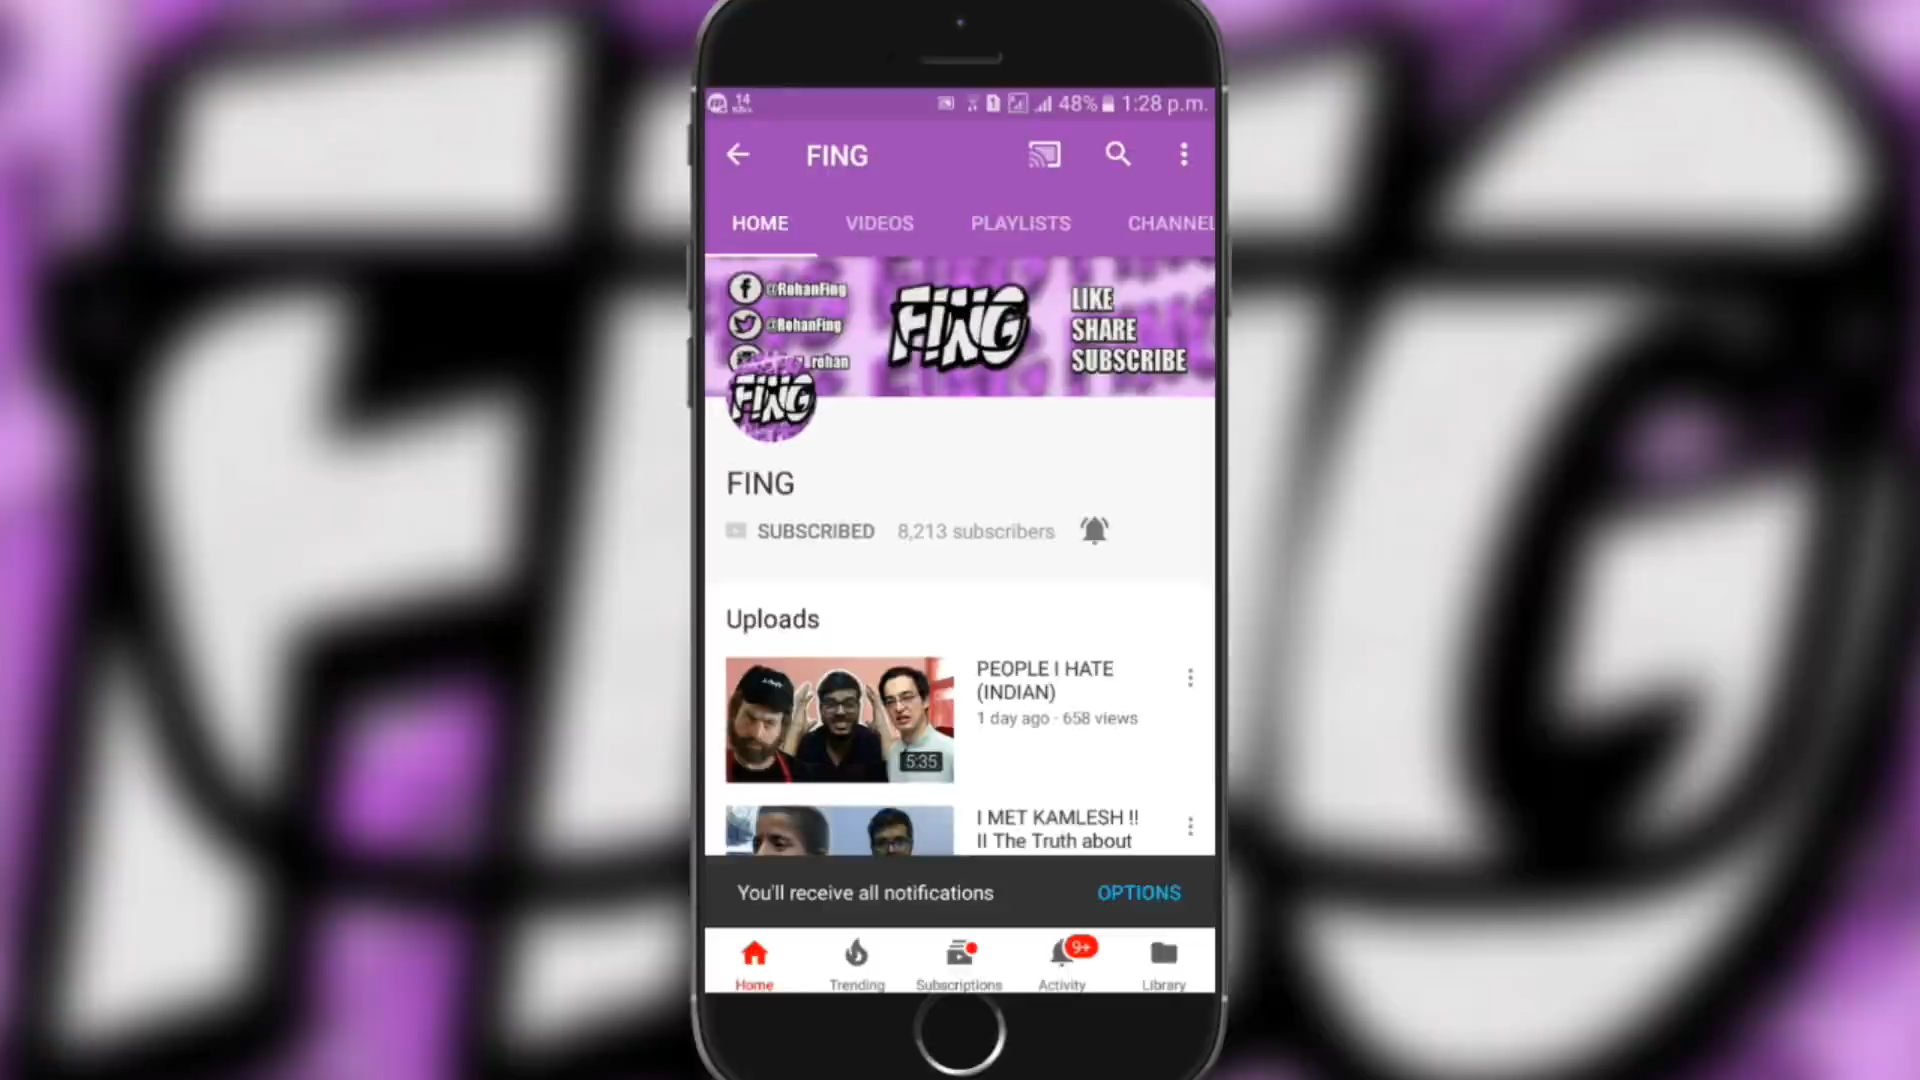 14
48% 1:28 p.m.
FING
HOME VIDEOS PLAYLISTS CHANNEL
@RohanFing
@RohanFing
rohan
FING
LIKE
SHARE
SUBSCRIBE
FING
FING
SUBSCRIBED 8,213 subscribers
Uploads
PEOPLE I HATE
(INDIAN)
1 day ago · 658 views
5:35
I MET KAMLESH !!
II The Truth about
You'll receive all notifications OPTIONS
9+
Home Trending Subscriptions Activity Library